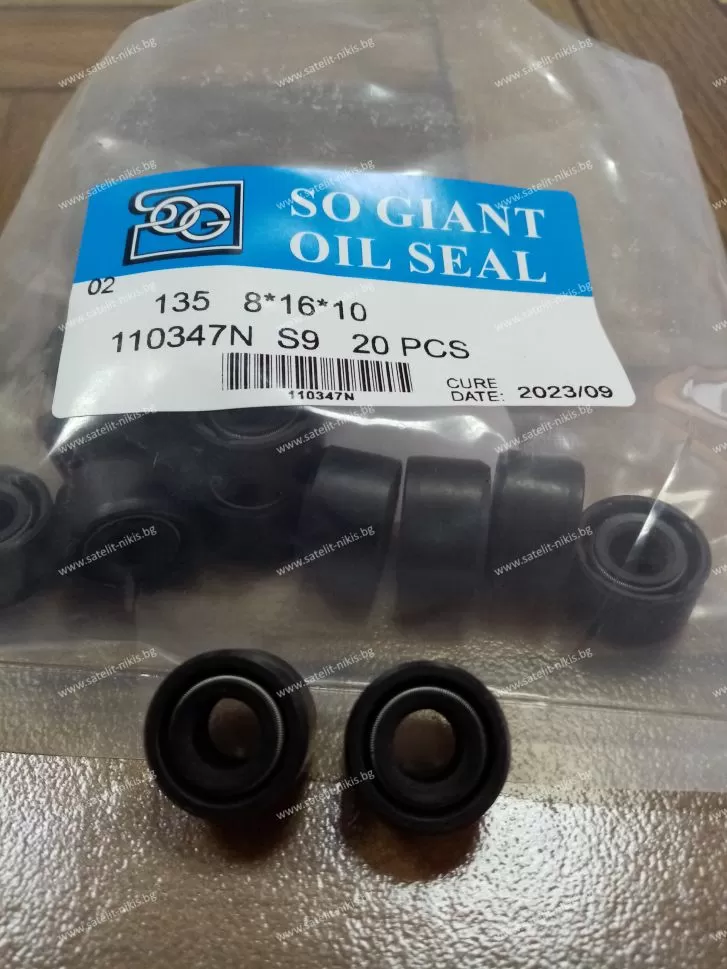 SOG
SO GIANT
OIL SEAL
02
135 8*16*10
110347N S9 20 PCS
110347N
CURE
DATE: 2023/09
www.satelit-nikis.bg